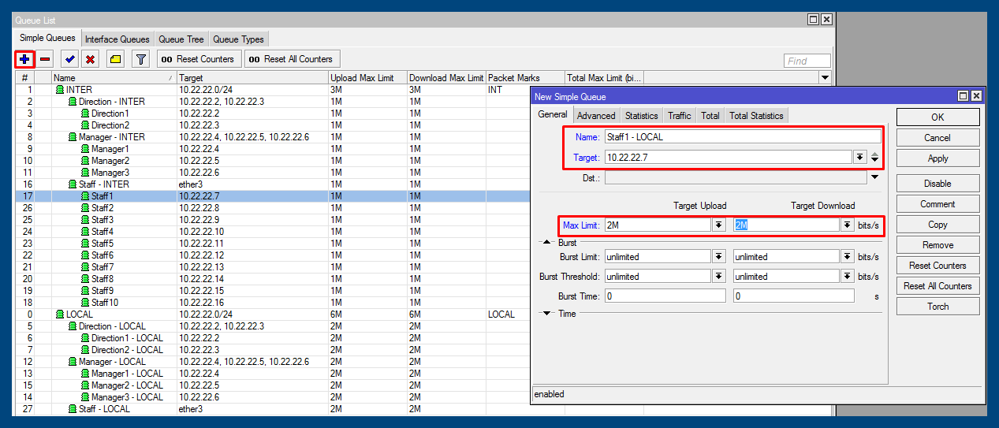 Queue List
Simple Queues Interface Queues Queue Tree Queue Types
00 Reset Counters 00 Reset All Counters Find
# Name Target Upload Max Limit Download Max Limit Packet Marks Total Max Limit (bi...
1 INTER 10.22.22.0/24 3M 3M INT
2 Direction - INTER 10.22.22.2, 10.22.22.3 1M 1M
3 Direction1 10.22.22.2 1M 1M
4 Direction2 10.22.22.3 1M 1M
8 Manager - INTER 10.22.22.4, 10.22.22.5, 10.22.22.6 1M 1M
9 Manager1 10.22.22.4 1M 1M
10 Manager2 10.22.22.5 1M 1M
11 Manager3 10.22.22.6 1M 1M
16 Staff - INTER ether3 1M 1M
17 Staff1 10.22.22.7 1M 1M
26 Staff2 10.22.22.8 1M 1M
25 Staff3 10.22.22.9 1M 1M
24 Staff4 10.22.22.10 1M 1M
23 Staff5 10.22.22.11 1M 1M
22 Staff6 10.22.22.12 1M 1M
21 Staff7 10.22.22.13 1M 1M
20 Staff8 10.22.22.14 1M 1M
19 Staff9 10.22.22.15 1M 1M
18 Staff10 10.22.22.16 1M 1M
0 LOCAL 10.22.22.0/24 6M 6M LOCAL
5 Direction - LOCAL 10.22.22.2, 10.22.22.3 2M 2M
6 Direction1 - LOCAL 10.22.22.2 2M 2M
7 Direction2 - LOCAL 10.22.22.3 2M 2M
12 Manager - LOCAL 10.22.22.4, 10.22.22.5, 10.22.22.6 2M 2M
13 Manager1 - LOCAL 10.22.22.4 2M 2M
15 Manager2 - LOCAL 10.22.22.5 2M 2M
14 Manager3 - LOCAL 10.22.22.6 2M 2M
27 Staff - LOCAL ether3 2M 2M
New Simple Queue
General Advanced Statistics Traffic Total Total Statistics
Name: Staff1 - LOCAL
Target: 10.22.22.7
Dst.:
Target Upload Target Download
Max Limit: 2M 2M bits/s
Burst
Burst Limit: unlimited unlimited bits/s
Burst Threshold: unlimited unlimited bits/s
Burst Time: 0 0 s
Time
enabled
OK
Cancel
Apply
Disable
Comment
Copy
Remove
Reset Counters
Reset All Counters
Torch